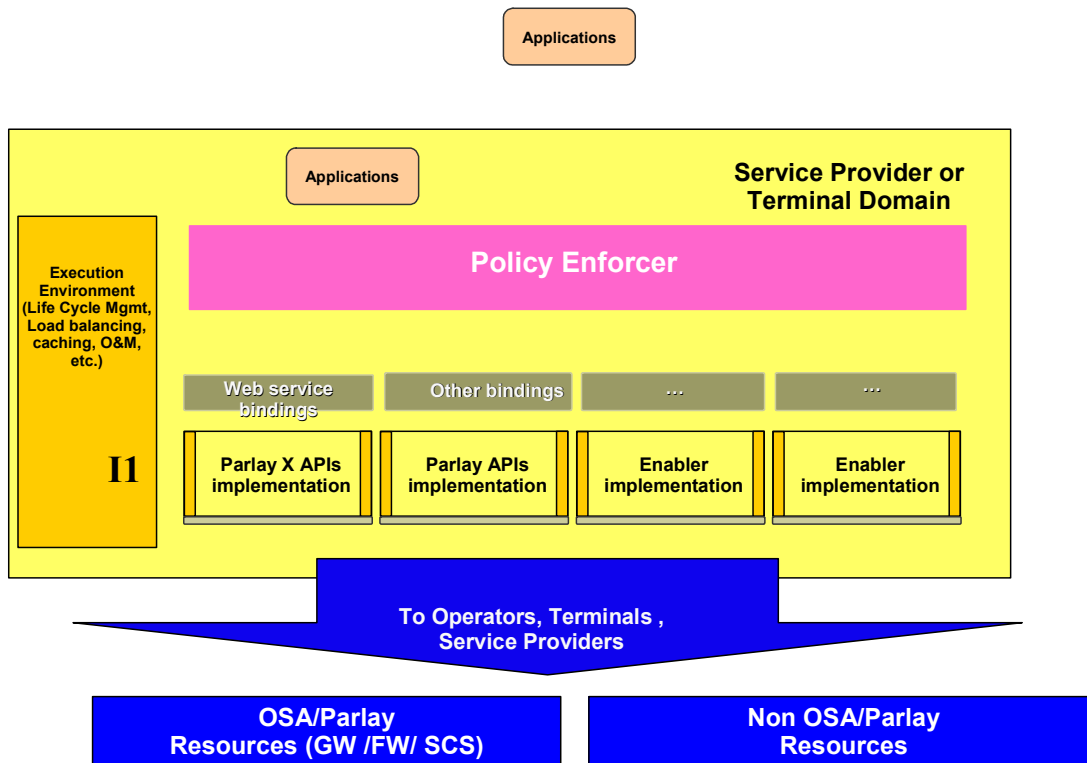 Applications
Applications
Service Provider or
Terminal Domain
Policy Enforcer
Execution
Environment
(Life Cycle Mgmt,
Load balancing,
caching, O&M,
etc.)
I1
Web service
bindings
Other bindings
…
…
Parlay X APIs
implementation
Parlay APIs
implementation
Enabler
implementation
Enabler
implementation
To Operators, Terminals ,
Service Providers
OSA/Parlay
Resources (GW /FW/ SCS)
Non OSA/Parlay
Resources